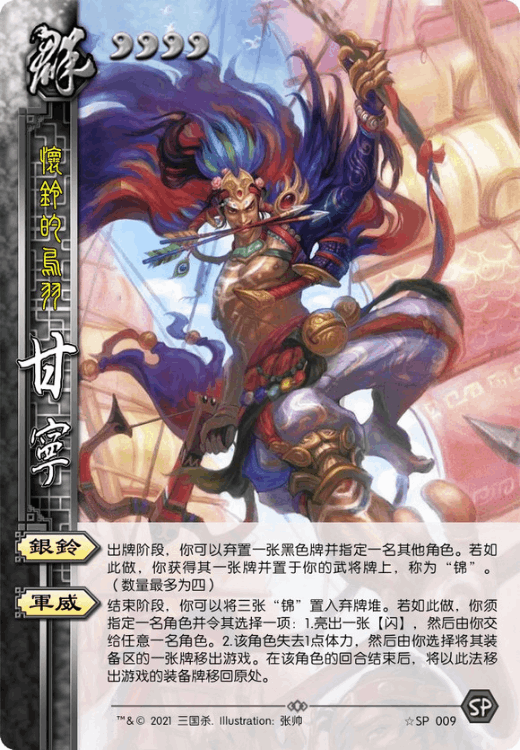 群
懷鈴的烏羽
甘寧
銀鈴
出牌阶段，你可以弃置一张黑色牌并指定一名其他角色。若如
此做，你获得其一张牌并置于你的武将牌上，称为“锦”。
（数量最多为四）
軍威
结束阶段，你可以将三张“锦”置入弃牌堆。若如此做，你须
指定一名角色并令其选择一项：1.亮出一张【闪】，然后由你交
给任意一名角色。2.该角色失去1点体力，然后由你选择将其装
备区的一张牌移出游戏。在该角色的回合结束后，将以此法移
出游戏的装备牌移回原处。
™&© 2021 三国杀. Illustration: 张帅
☆SP 009
SP